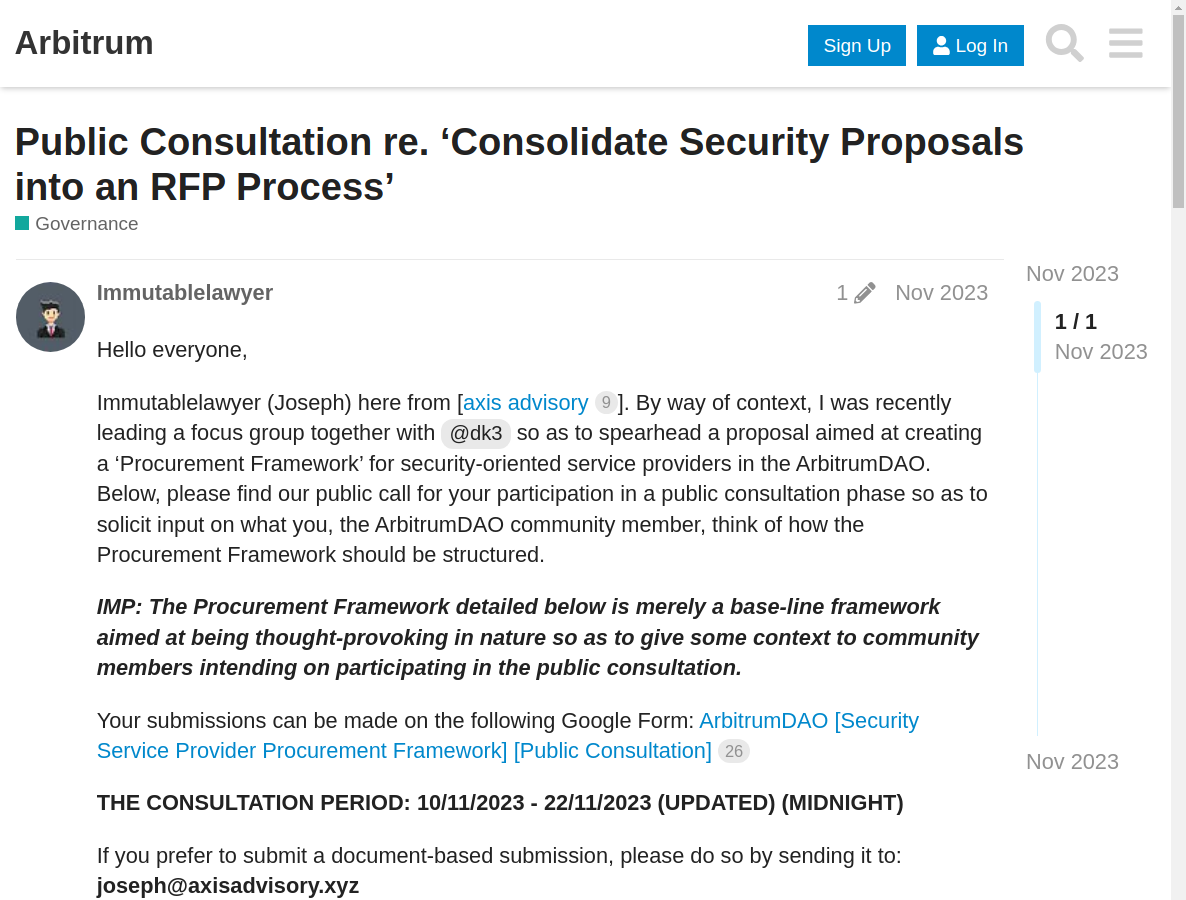 Arbitrum
Sign Up
Log In
Public Consultation re. ‘Consolidate Security Proposals
into an RFP Process’
Governance
Immutablelawyer
1
Nov 2023
Hello everyone,
Immutablelawyer (Joseph) here from [axis advisory 9]. By way of context, I was recently
leading a focus group together with @dk3 so as to spearhead a proposal aimed at creating
a ‘Procurement Framework’ for security-oriented service providers in the ArbitrumDAO.
Below, please find our public call for your participation in a public consultation phase so as to
solicit input on what you, the ArbitrumDAO community member, think of how the
Procurement Framework should be structured.
IMP: The Procurement Framework detailed below is merely a base-line framework
aimed at being thought-provoking in nature so as to give some context to community
members intending on participating in the public consultation.
Your submissions can be made on the following Google Form: ArbitrumDAO [Security
Service Provider Procurement Framework] [Public Consultation] 26
THE CONSULTATION PERIOD: 10/11/2023 - 22/11/2023 (UPDATED) (MIDNIGHT)
If you prefer to submit a document-based submission, please do so by sending it to:
joseph@axisadvisory.xyz
Nov 2023
1 / 1
Nov 2023
Nov 2023